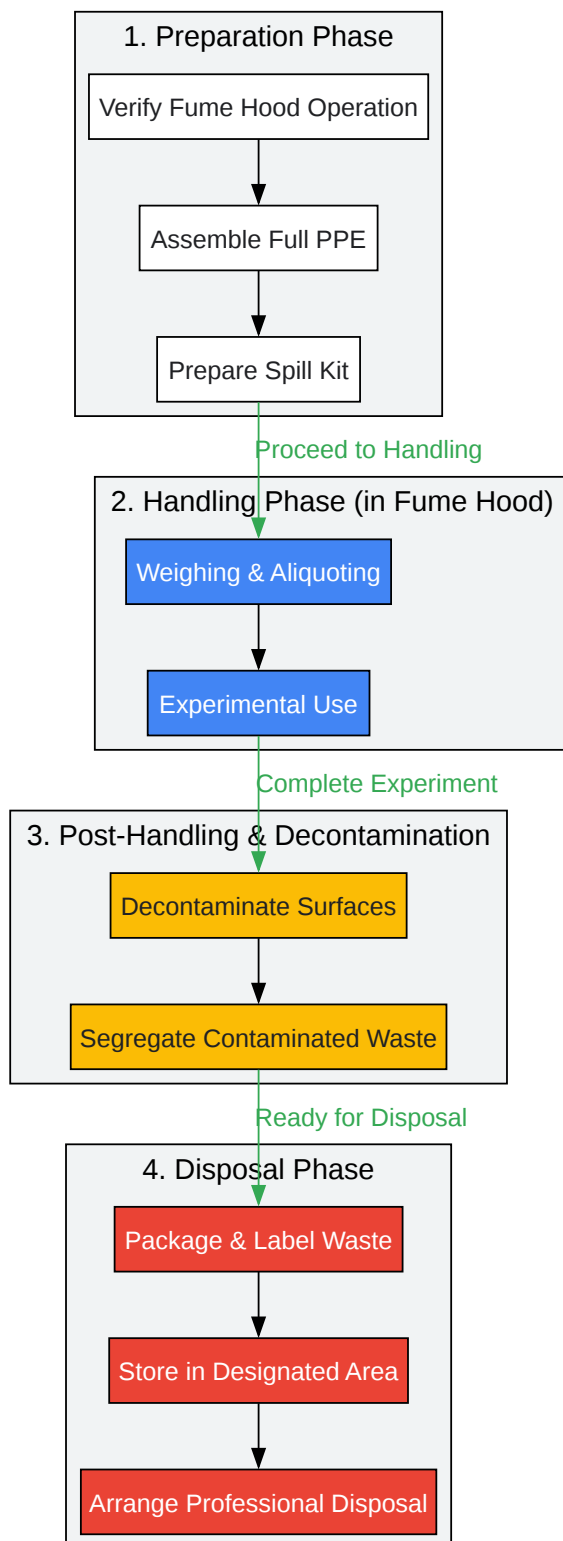 1. Preparation Phase
Verify Fume Hood Operation
Assemble Full PPE
Prepare Spill Kit
Proceed to Handling
2. Handling Phase (in Fume Hood)
Weighing & Aliquoting
Experimental Use
Complete Experiment
3. Post-Handling & Decontamination
Decontaminate Surfaces
Segregate Contaminated Waste
Ready for Disposal
4. Disposal Phase
Package & Label Waste
Store in Designated Area
Arrange Professional Disposal